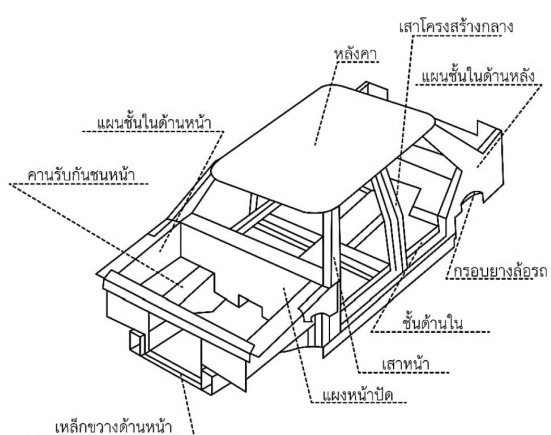 เสาโครงสร้างกลาง
หลังคา
แผนชั้นในด้านหลัง
แผนชั้นในด้านหน้า
คานรับกันชนหน้า
กรอบยางล้อรถ
ชั้นด้านใน
เสาหน้า
แผงหน้าปัด
เหล็กขวางด้านหน้า